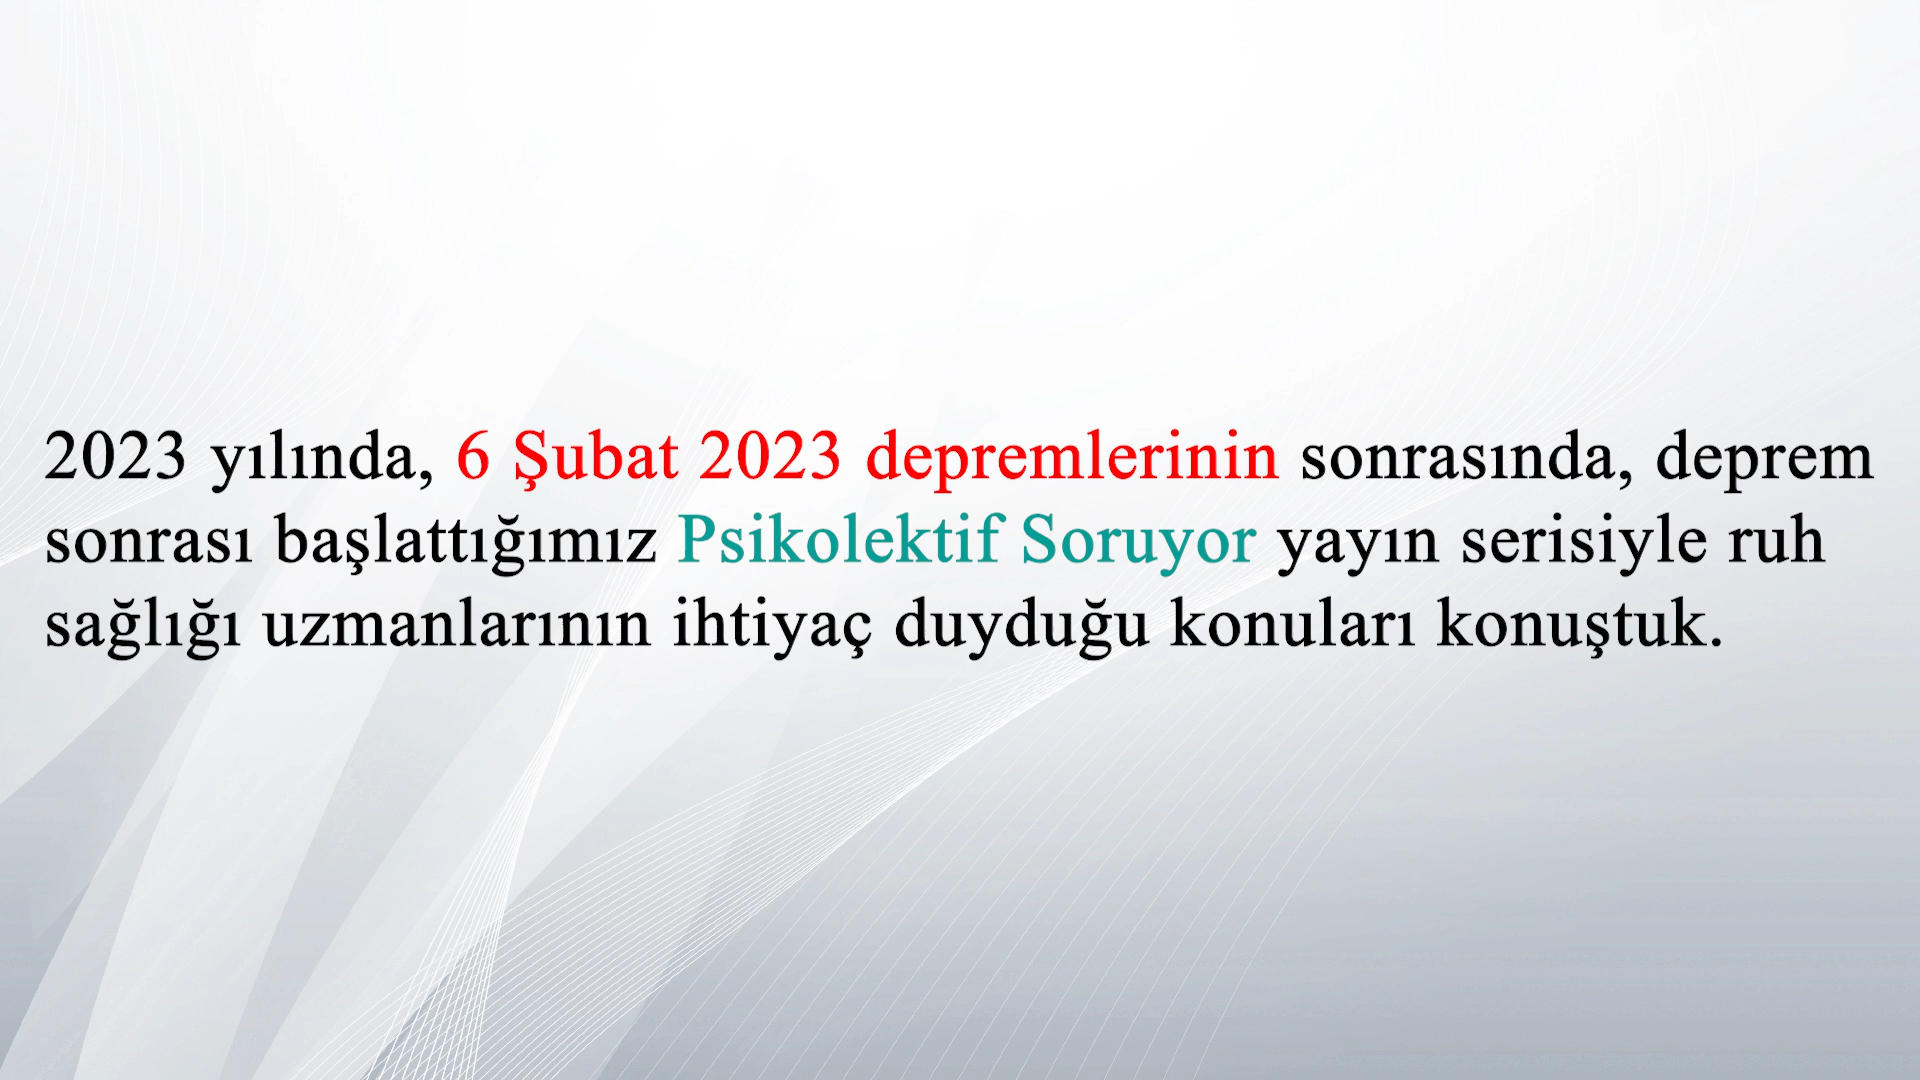 2023 yılında, 6 Şubat 2023 depremlerinin sonrasında, deprem
sonrası başlattığımız Psikolektif Soruyor yayın serisiyle ruh
sağlığı uzmanlarının ihtiyaç duyduğu konuları konuştuk.